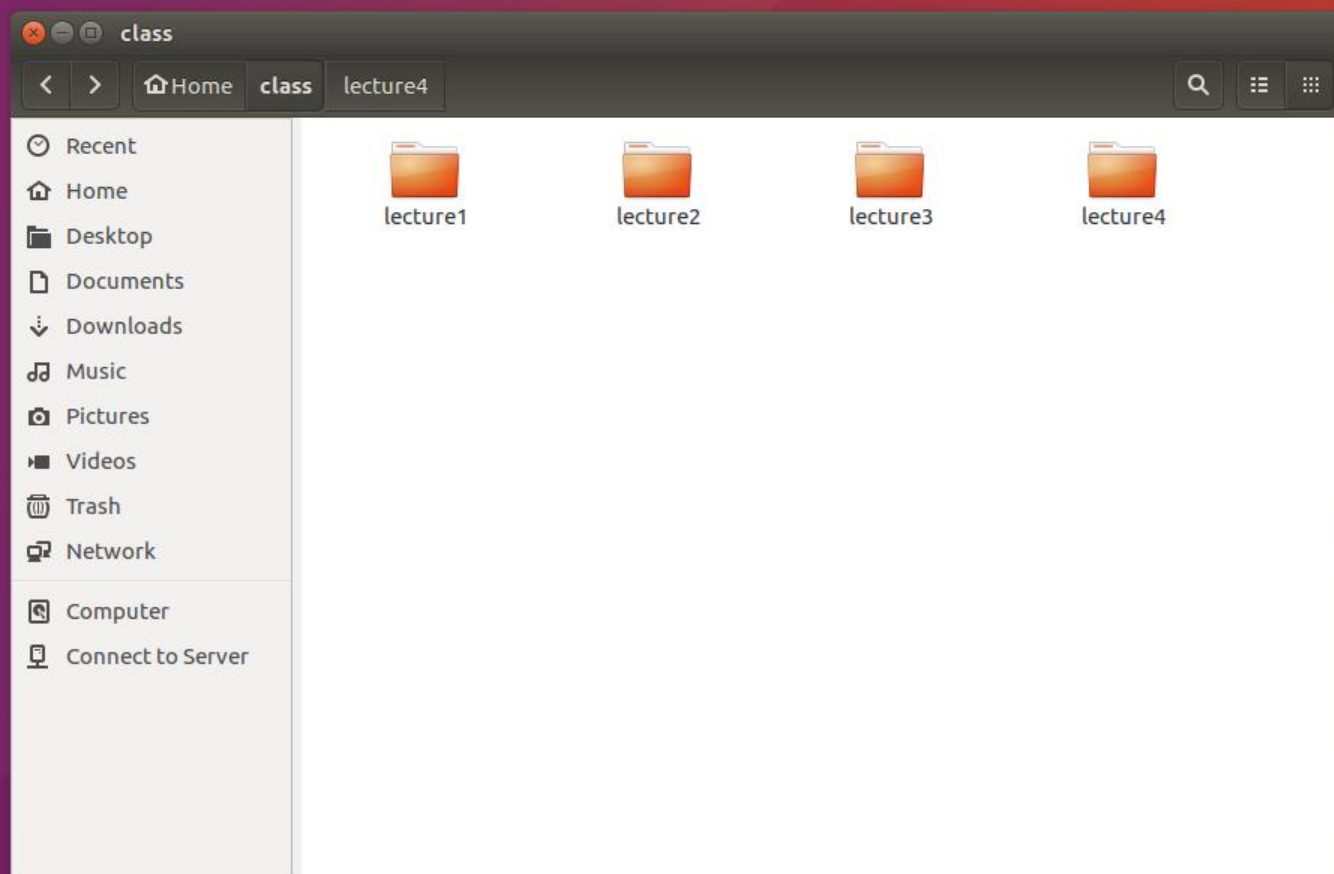 class
Home class lecture4
Recent
Home
Desktop
Documents
Downloads
Music
Pictures
Videos
Trash
Network
Computer
Connect to Server
lecture1 lecture2 lecture3 lecture4